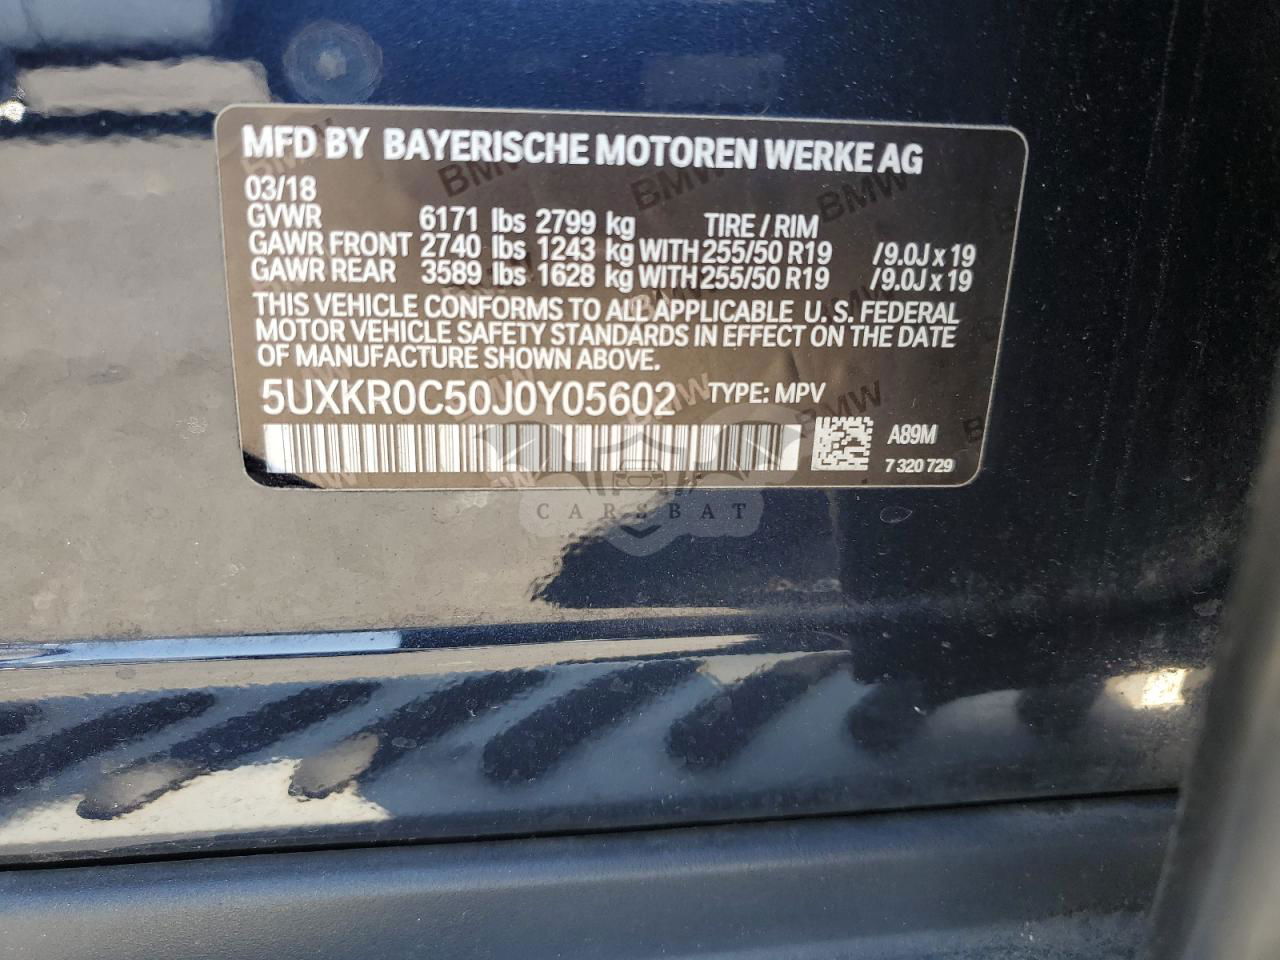 MFD BY BAYERISCHE MOTOREN WERKE AG
03/18
GVWR 6171 lbs 2799 kg TIRE / RIM
GAWR FRONT 2740 lbs 1243 kg WITH 255/50 R19 /9.0J x 19
GAWR REAR 3589 lbs 1628 kg WITH 255/50 R19 /9.0J x 19
THIS VEHICLE CONFORMS TO ALL APPLICABLE U. S. FEDERAL
MOTOR VEHICLE SAFETY STANDARDS IN EFFECT ON THE DATE
OF MANUFACTURE SHOWN ABOVE.
5UXKR0C50J0Y05602 TYPE: MPV
A89M
7 320 729
CARSBAT